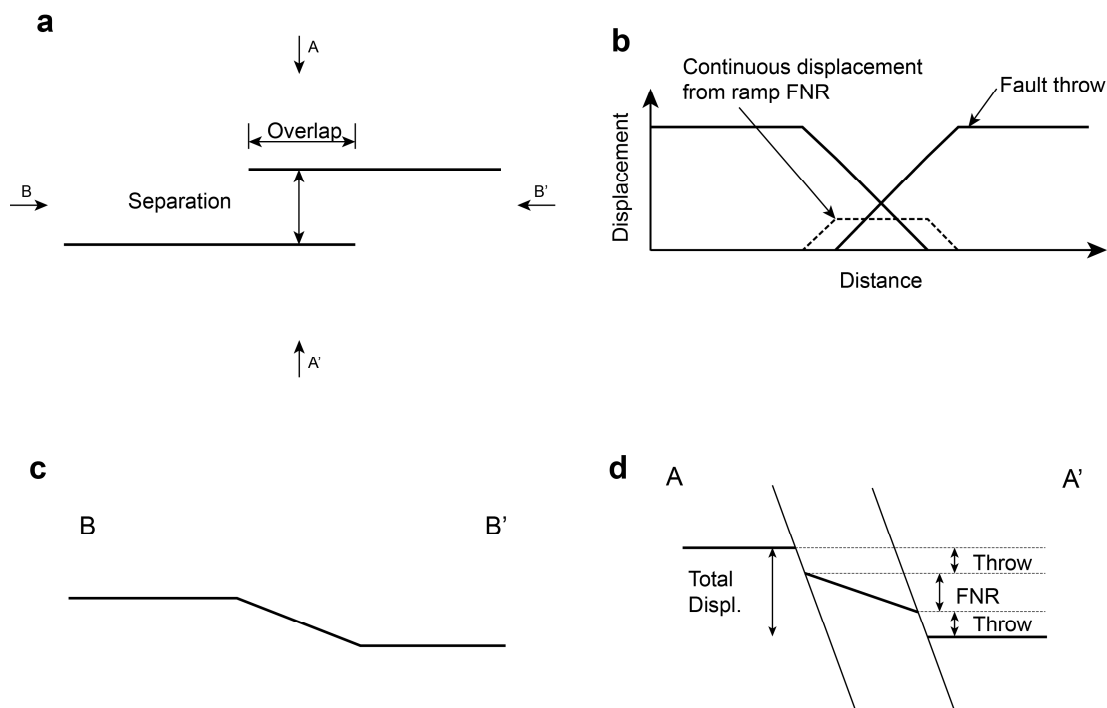 a
A
Overlap
B
B'
Separation
A'
b
Continuous displacement
from ramp FNR
Fault throw
Displacement
Distance
c
B
B'
d
A
A'
Total
Displ.
Throw
FNR
Throw